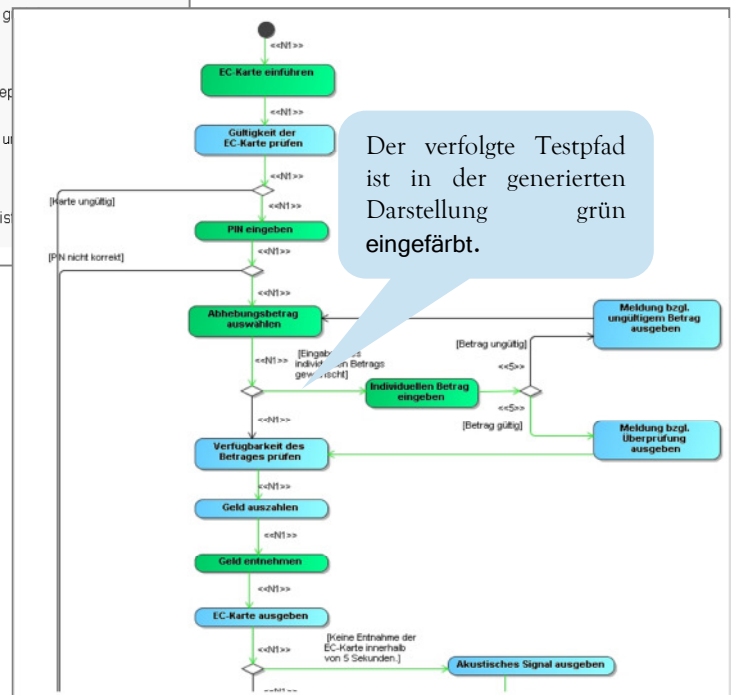 <<N1>>
EC-Karte einführen
<<N1>>
Gültigkeit der
EC-Karte prüfen
Der verfolgte Testpfad
ist in der generierten
Darstellung grün
eingefärbt.
<<N1>>
[Karte ungültig]
<<N1>>
PIN eingeben
<<N1>>
[PIN nicht korrekt]
<<N1>>
Abhebungsbetrag
auswählen
Meldung bzgl.
ungültigem Betrag
ausgeben
[Betrag ungültig]
<<N1>>
individuellen Betrags
<<5>>
Individuellen Betrag
eingeben
<<5>>
[Betrag gültig]
<<N1>>
Meldung bzgl.
Überprüfung
ausgeben
Verfügbarkeit des
Betrages prüfen
<<N1>>
Geld auszahlen
<<N1>>
Geld entnehmen
<<N1>>
EC-Karte ausgeben
[Keine Entnahme der
EC-Karte innerhalb
von 5 Sekunden.]
<<N1>>
Akustisches Signal ausgeben